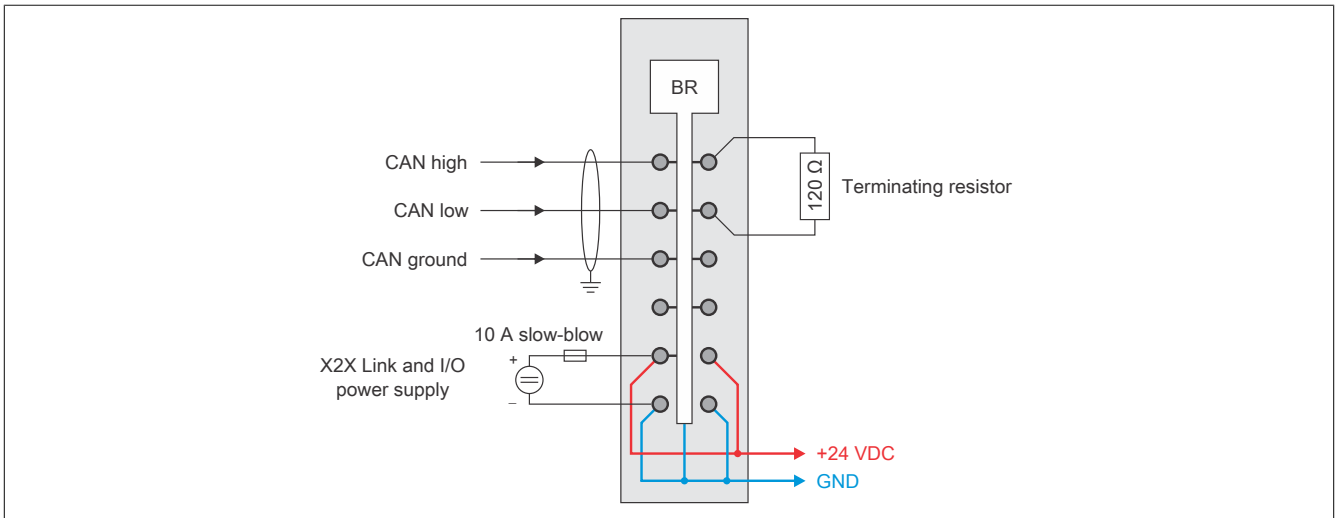 BR
CAN high
CAN low
CAN ground
120 Ω
Terminating resistor
10 A slow-blow
+
–
X2X Link and I/O
power supply
+24 VDC
GND